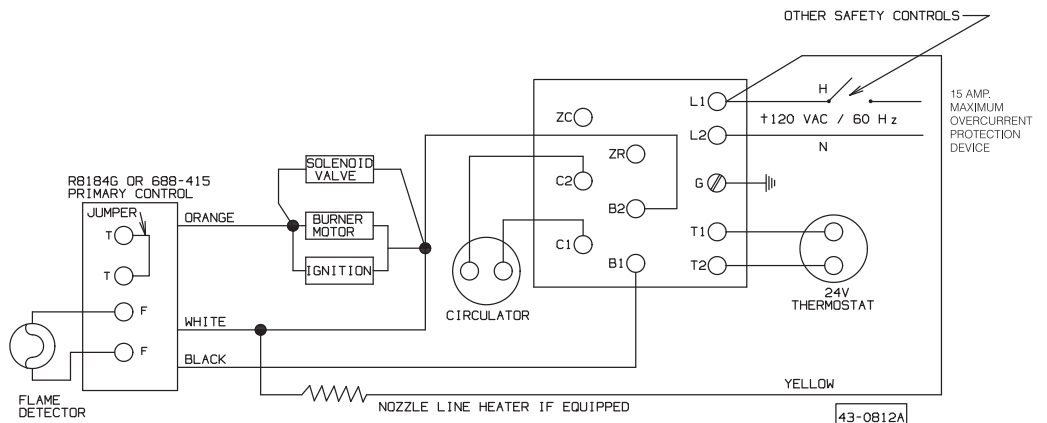 OTHER SAFETY CONTROLS
L1
H
15 AMP.
MAXIMUM
OVERCURRENT
PROTECTION
DEVICE
†120 VAC / 60 Hz
ZC
L2
N
ZR
SOLENOID
VALVE
R8184G OR 688-415
PRIMARY CONTROL
JUMPER
C2
G
B2
ORANGE
BURNER
MOTOR
T
T1
C1
B1
T2
IGNITION
T
24V
THERMOSTAT
CIRCULATOR
F
WHITE
F
BLACK
YELLOW
FLAME
DETECTOR
NOZZLE LINE HEATER IF EQUIPPED
43-0812A